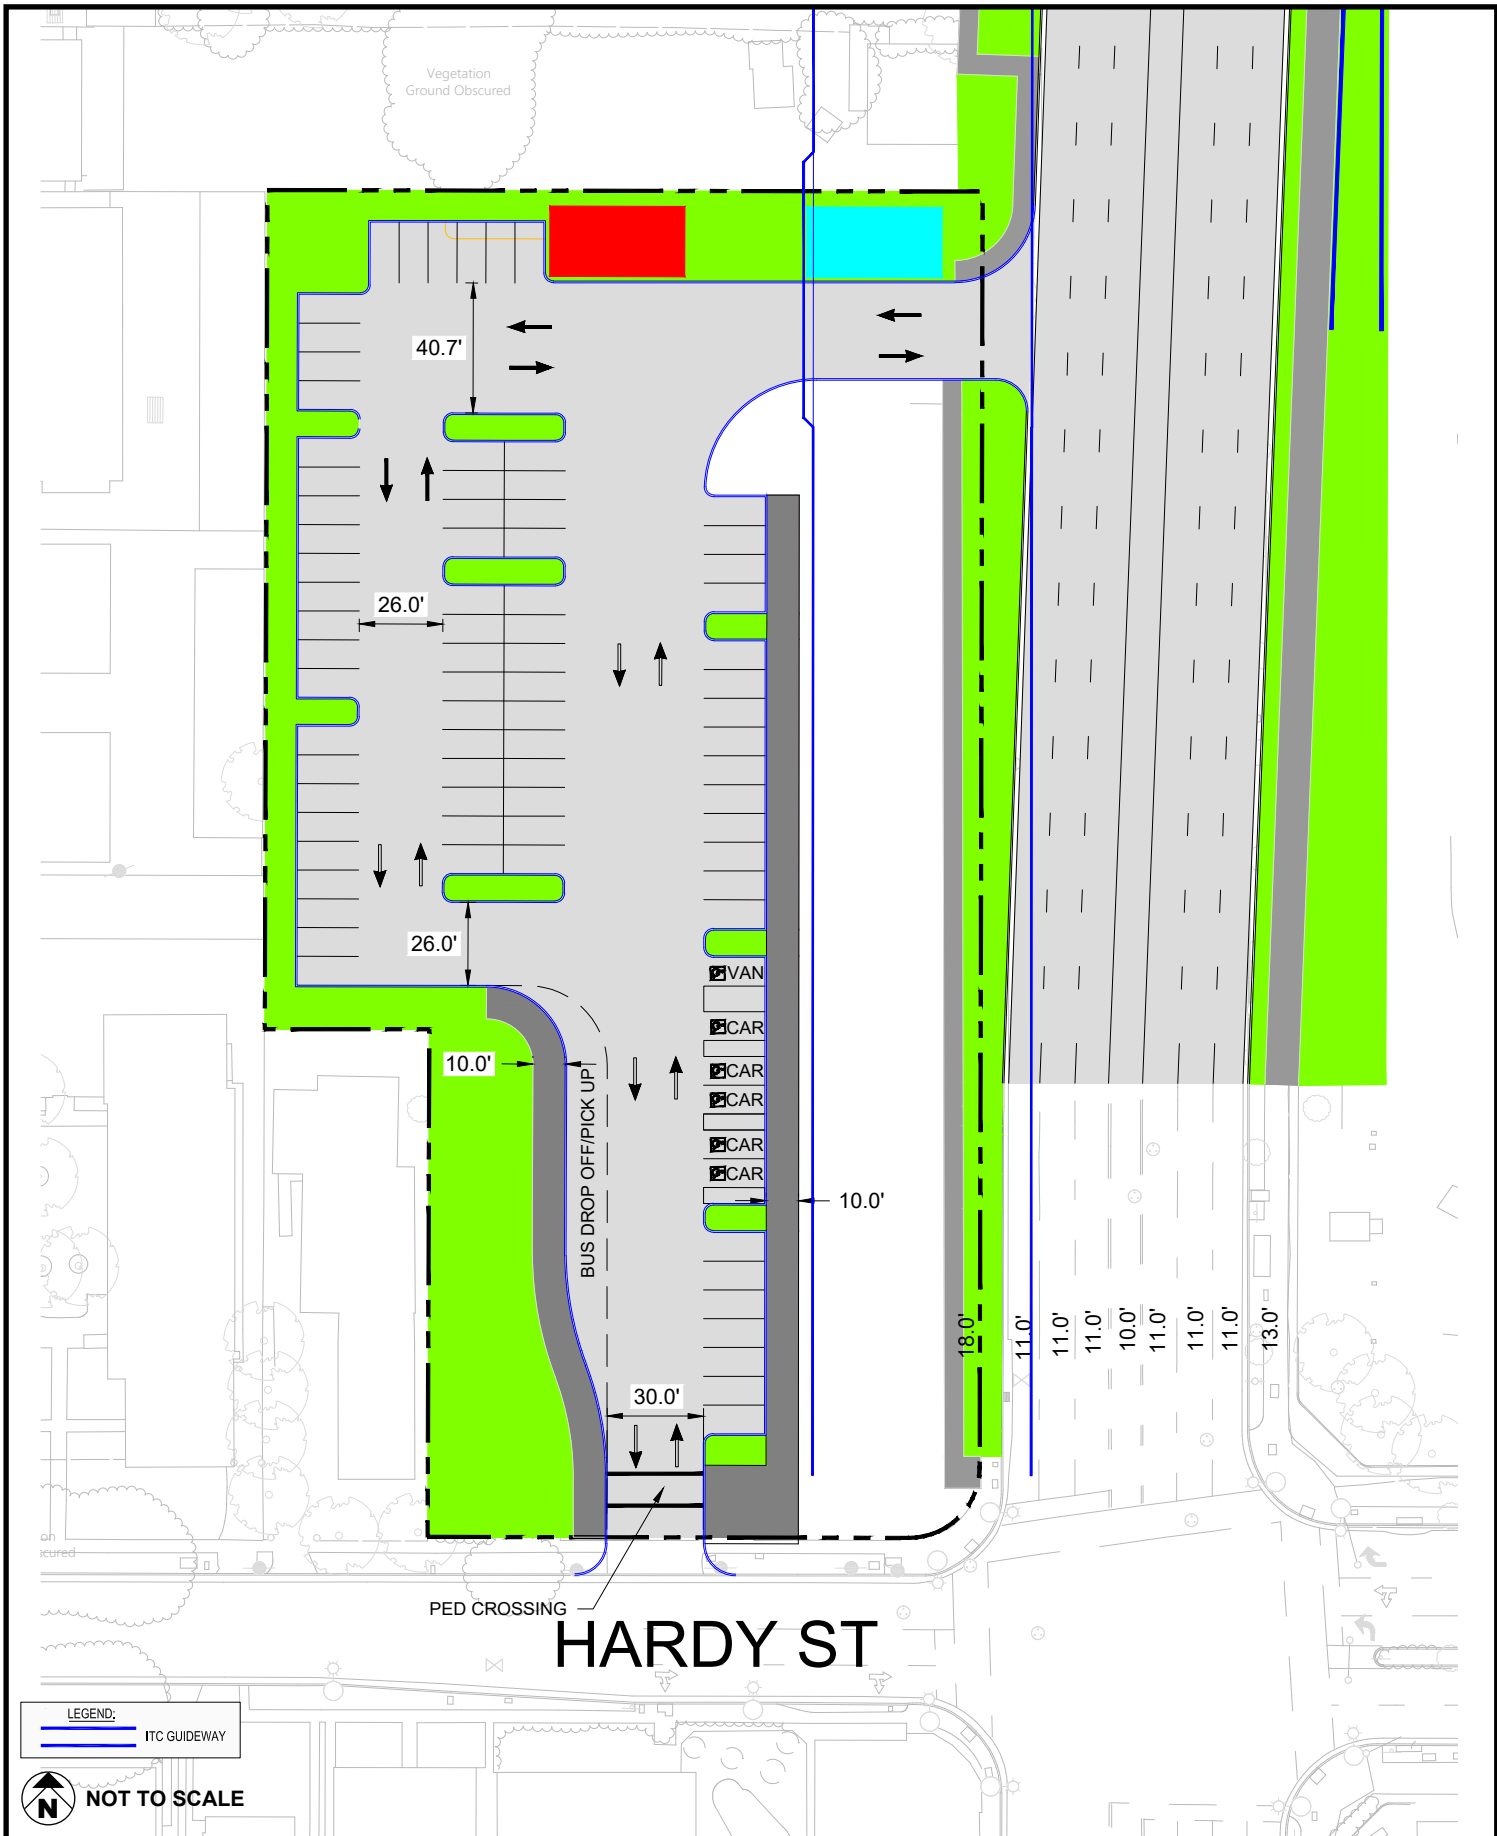 Vegetation
Ground Obscured
40.7'
26.0'
26.0'
VAN
CAR
10.0'
CAR
CAR
CAR
CAR
BUS DROP OFF/PICK UP
10.0'
18.0'
11.0'
11.0'
11.0'
10.0'
11.0'
11.0'
11.0'
13.0'
30.0'
PED CROSSING
HARDY ST
LEGEND:
ITC GUIDEWAY
N
NOT TO SCALE